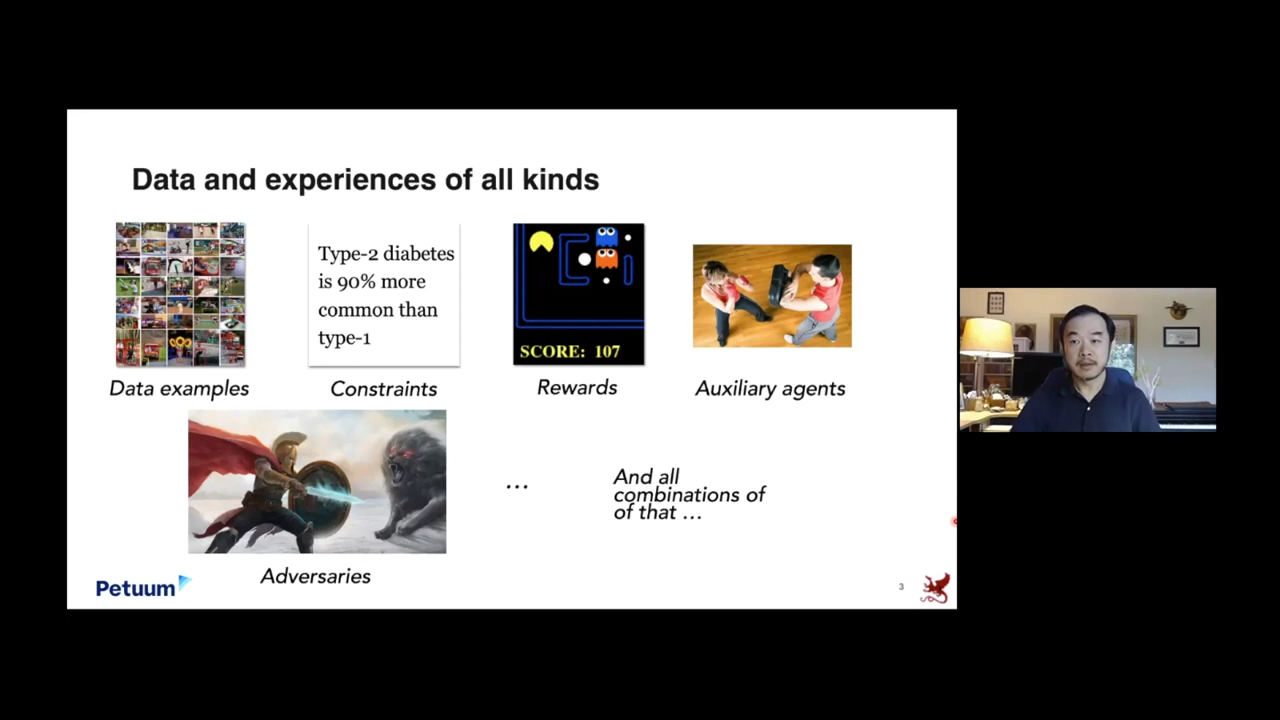 Data and experiences of all kinds
Type-2 diabetes
is 90% more
common than
type-1
SCORE: 107
Data examples
Constraints
Rewards
Auxiliary agents
...
And all
combinations of
of that ...
Adversaries
Petuum
3